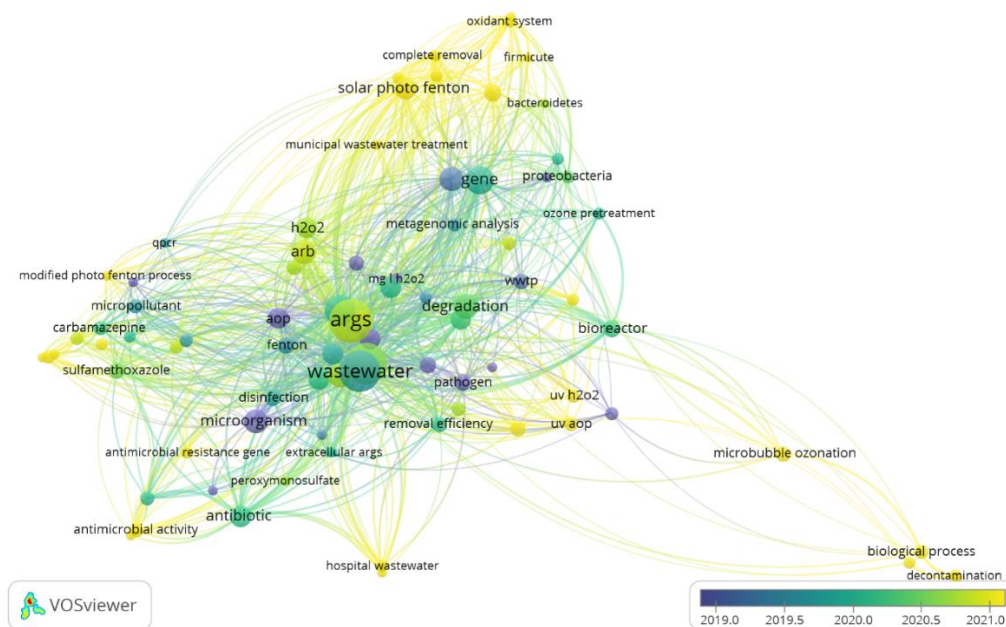 oxidant system
complete removal
firmicute
solar photo fenton
bacteroidetes
municipal wastewater treatment
gene
proteobacteria
ozone pretreatment
metagenomic analysis
h2o2
qpcr
arb
modified photo fenton process
mg l h2o2
wwtp
micropollutant
degradation
args
aop
carbamazepine
bioreactor
fenton
sulfamethoxazole
wastewater
pathogen
disinfection
uv h2o2
microorganism
removal efficiency
uv aop
antimicrobial resistance gene
extracellular args
microbubble ozonation
peroxymonosulfate
antibiotic
antimicrobial activity
biological process
hospital wastewater
decontamination
VOSviewer
2019.0 2019.5 2020.0 2020.5 2021.0